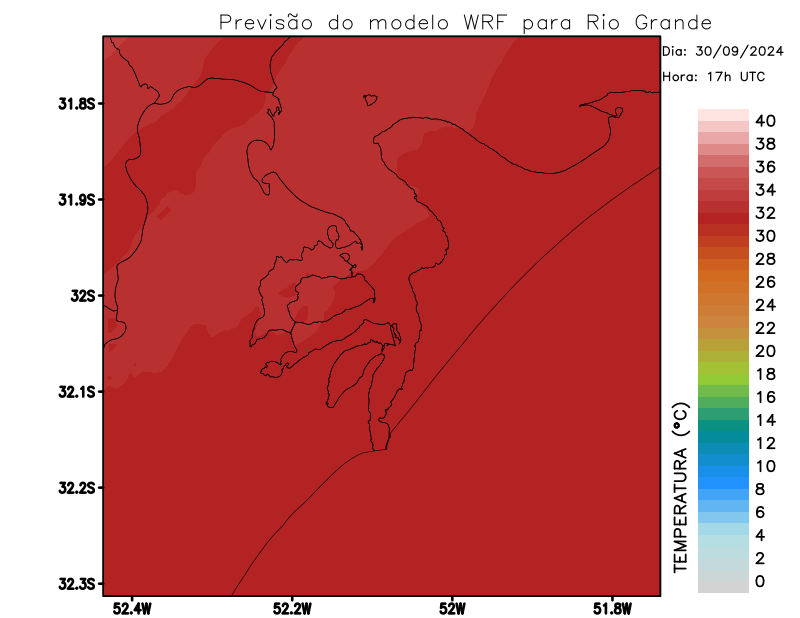 Previsão do modelo WRF para Rio Grande
Dia: 30/09/2024
Hora: 17h UTC
31.8S
31.9S
32S
32.1S
32.2S
32.3S
52.4W
52.2W
52W
51.8W
TEMPERATURA (°C)
40
38
36
34
32
30
28
26
24
22
20
18
16
14
12
10
8
6
4
2
0